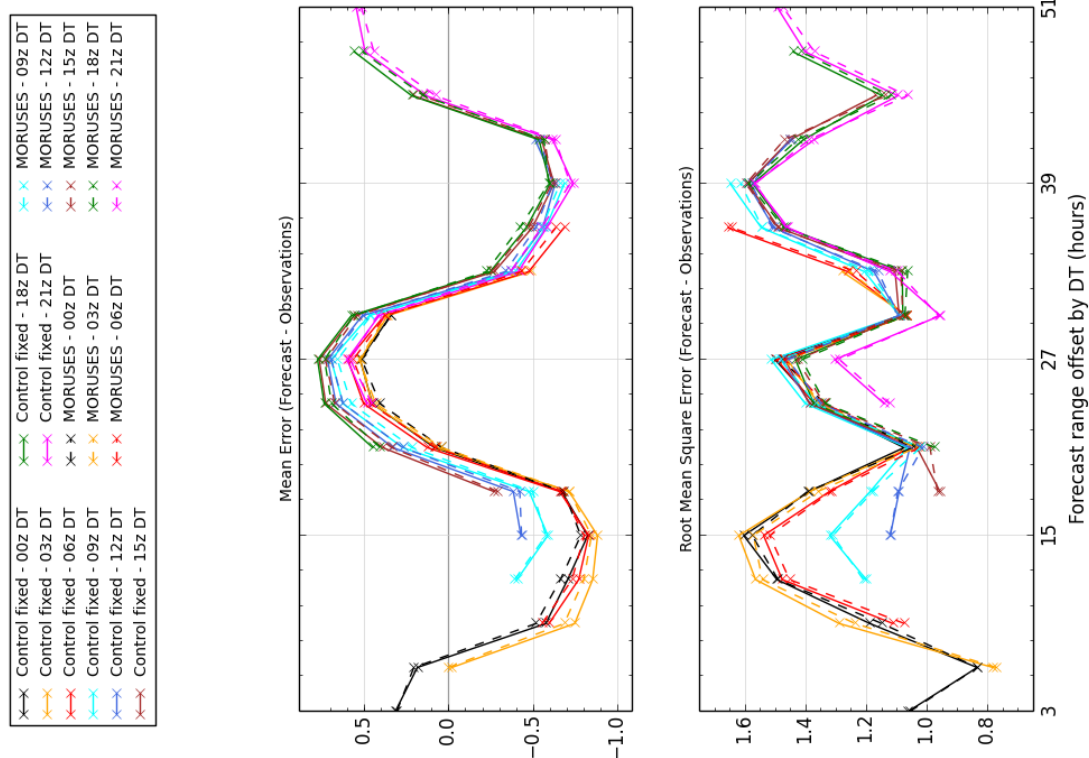 Control fixed - 00z DT
Control fixed - 03z DT
Control fixed - 06z DT
Control fixed - 09z DT
Control fixed - 12z DT
Control fixed - 15z DT
Control fixed - 18z DT
Control fixed - 21z DT
MORUSES - 00z DT
MORUSES - 03z DT
MORUSES - 06z DT
MORUSES - 09z DT
MORUSES - 12z DT
MORUSES - 15z DT
MORUSES - 18z DT
MORUSES - 21z DT
Mean Error (Forecast - Observations)
0.5
0.0
−0.5
−1.0
Root Mean Square Error (Forecast - Observations)
1.6
1.4
1.2
1.0
0.8
3
15
27
39
51
Forecast range offset by DT (hours)